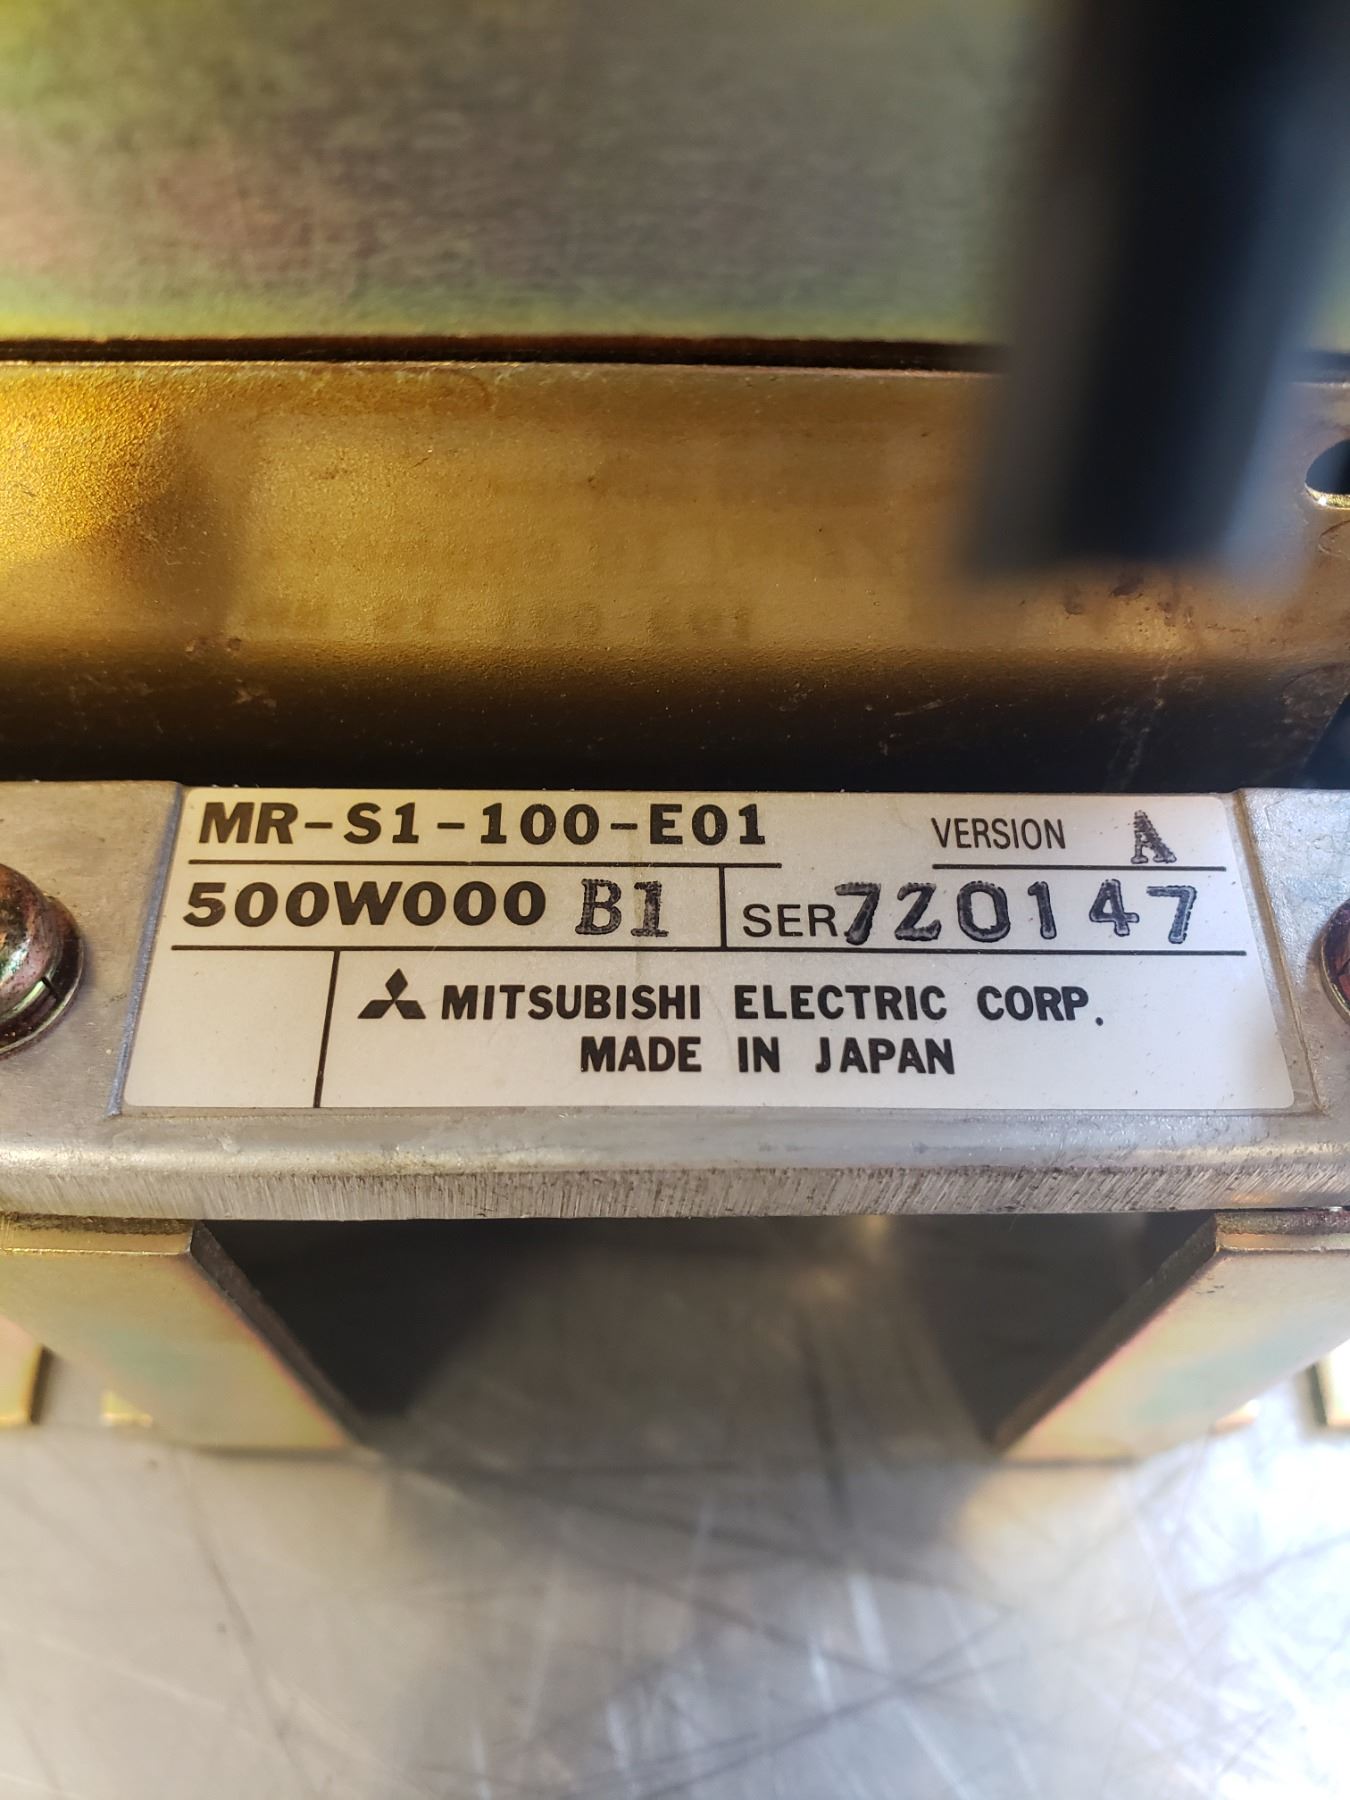 MR-S1-100-E01 VERSION A
500W000 B1 SER 7Z0147
MITSUBISHI ELECTRIC CORP.
MADE IN JAPAN